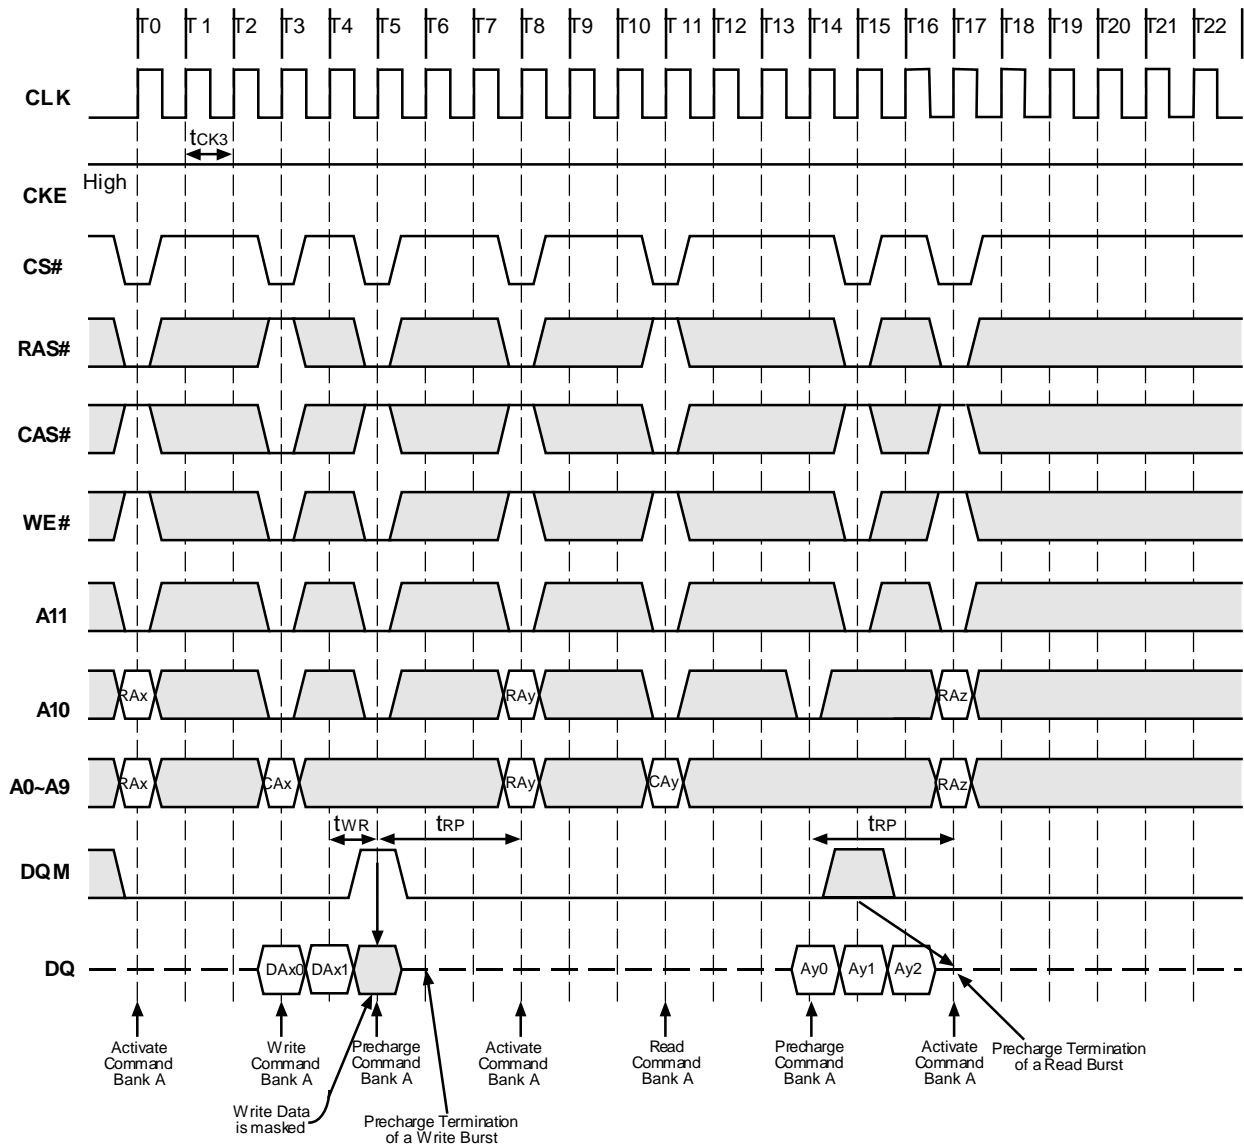 T0 T1 T2 T3 T4 T5 T6 T7 T8 T9 T10 T11 T12 T13 T14 T15 T16 T17 T18 T19 T20 T21 T22
CLK
tCK3
High
CKE
CS#
RAS#
CAS#
WE#
A11
A10 RAx RAy RAz
A0~A9 RAx CAx RAy CAy RAz
tWR tRP tRP
DQM
DQ DAx0 DAx1 Ay0 Ay1 Ay2
Activate
Command
Bank A
Write
Command
Bank A
Precharge
Command
Bank A
Activate
Command
Bank A
Read
Command
Bank A
Precharge
Command
Bank A
Activate
Command
Bank A
Precharge Termination
of a Read Burst
Write Data
is masked
Precharge Termination
of a Write Burst